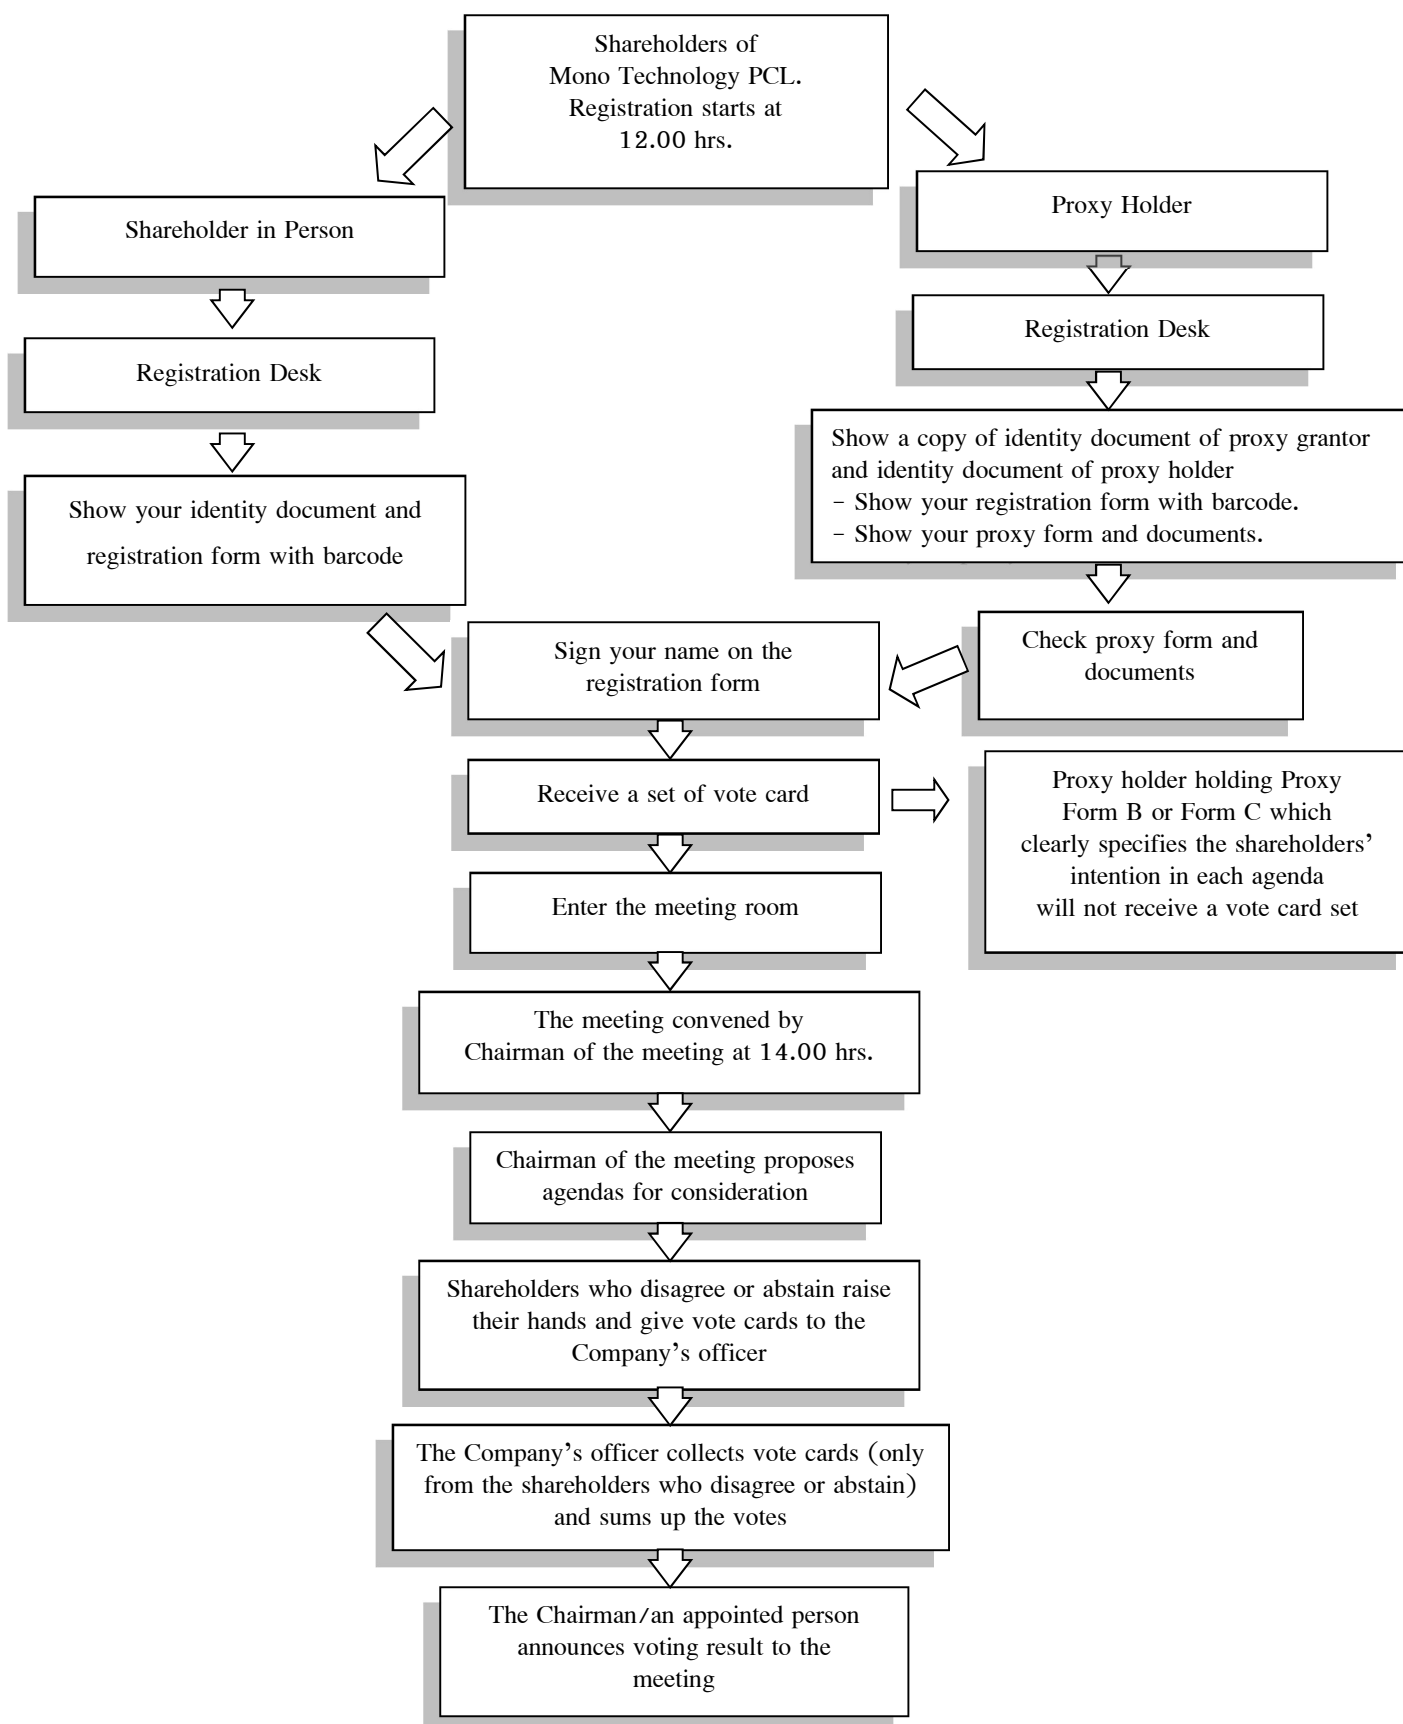 Shareholders of
Mono Technology PCL.
Registration starts at
12.00 hrs.
Shareholder in Person
Proxy Holder
Registration Desk
Registration Desk
Show your identity document and
registration form with barcode
Show a copy of identity document of proxy grantor
and identity document of proxy holder
- Show your registration form with barcode.
- Show your proxy form and documents.
Check proxy form and
documents
Sign your name on the
registration form
Receive a set of vote card
Proxy holder holding Proxy
Form B or Form C which
clearly specifies the shareholders'
intention in each agenda
will not receive a vote card set
Enter the meeting room
The meeting convened by
Chairman of the meeting at 14.00 hrs.
Chairman of the meeting proposes
agendas for consideration
Shareholders who disagree or abstain raise
their hands and give vote cards to the
Company's officer
The Company's officer collects vote cards (only
from the shareholders who disagree or abstain)
and sums up the votes
The Chairman/an appointed person
announces voting result to the
meeting